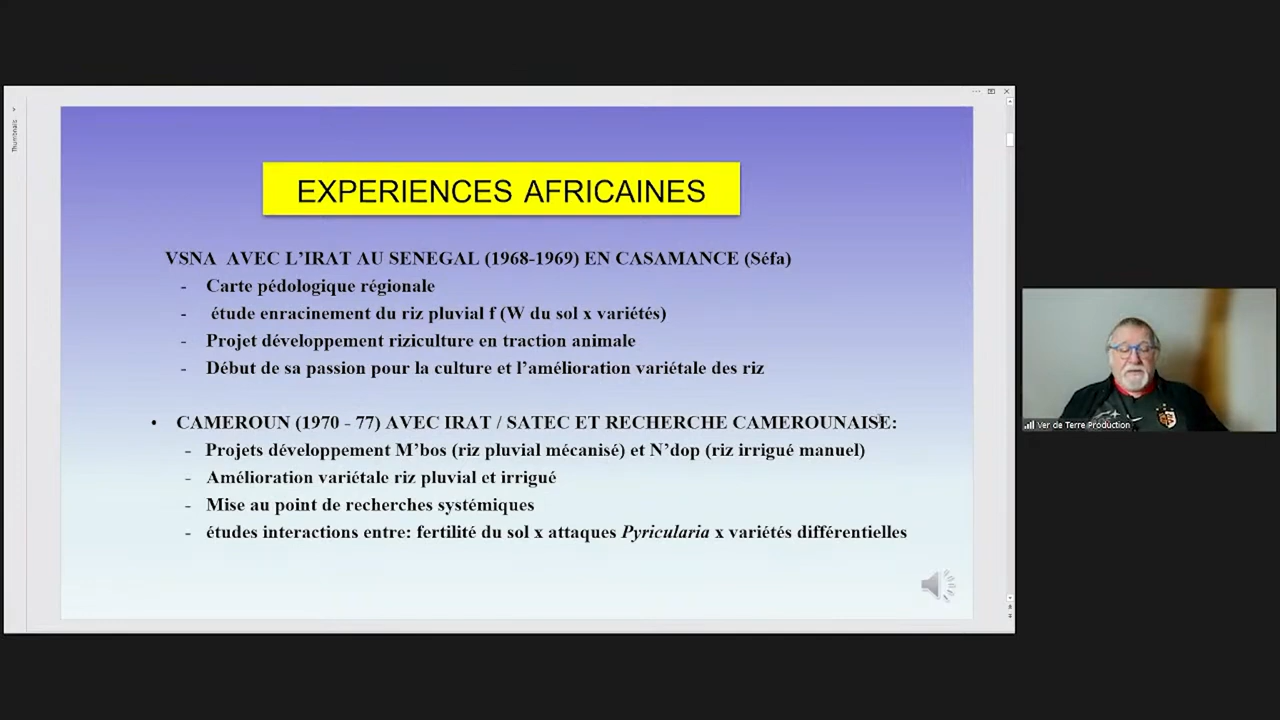 Thumbnails
EXPERIENCES AFRICAINES
VSNA AVEC L'IRAT AU SENEGAL (1968-1969) EN CASAMANCE (Séfa)
- Carte pédologique régionale
- étude enracinement du riz pluvial f (W du sol x variétés)
- Projet développement riziculture en traction animale
- Début de sa passion pour la culture et l'amélioration variétale des riz
• CAMEROUN (1970 - 77) AVEC IRAT / SATEC ET RECHERCHE CAMEROUNAISE:
- Projets développement M'bos (riz pluvial mécanisé) et N'dop (riz irrigué manuel)
- Amélioration variétale riz pluvial et irrigué
- Mise au point de recherches systémiques
- études interactions entre: fertilité du sol x attaques Pyricularia x variétés différentielles
Ver de Terre Production